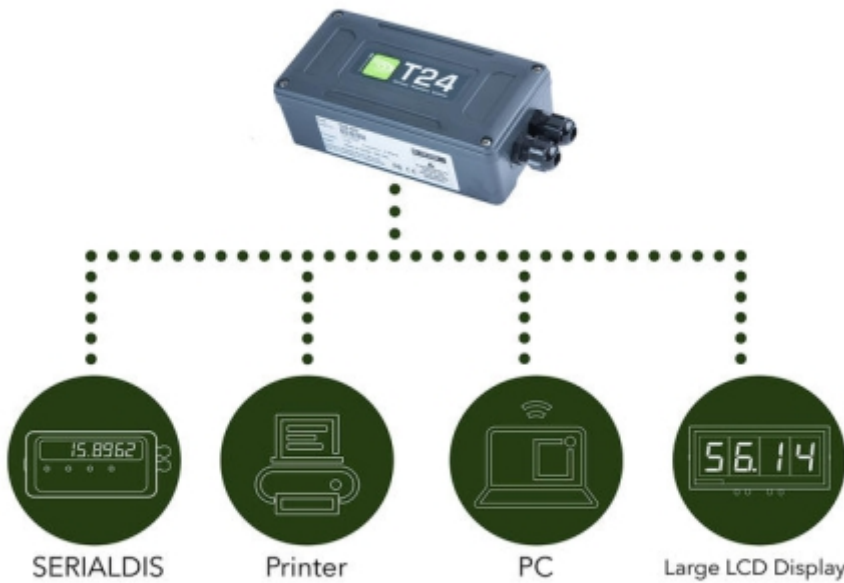 T24
15.8962
56.14
SERIALDIS
Printer
PC
Large LCD Display